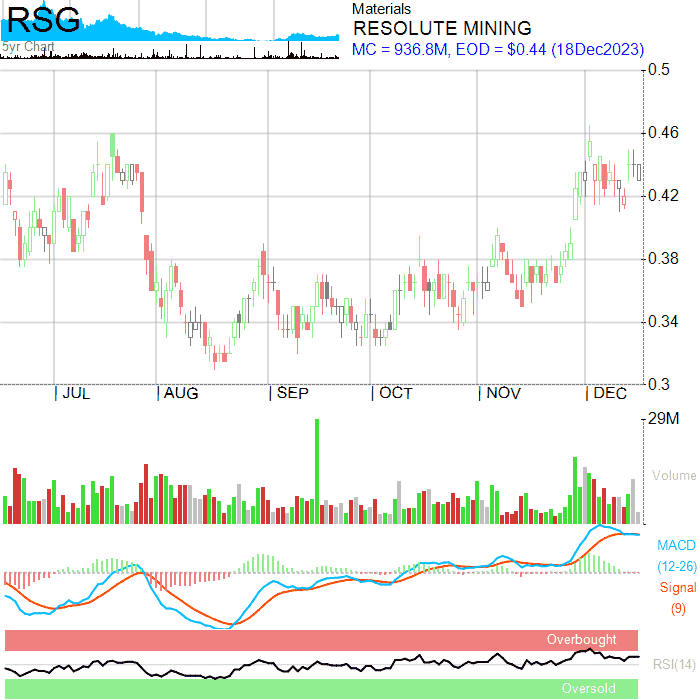 RSG
5yr Chart
Materials
RESOLUTE MINING
MC = 936.8M, EOD = $0.44 (18Dec2023)
0.5
0.46
0.42
0.38
0.34
0.3
JUL AUG SEP OCT NOV DEC
29M
Volume
MACD
(12-26)
Signal
(9)
Overbought
RSI(14)
Oversold